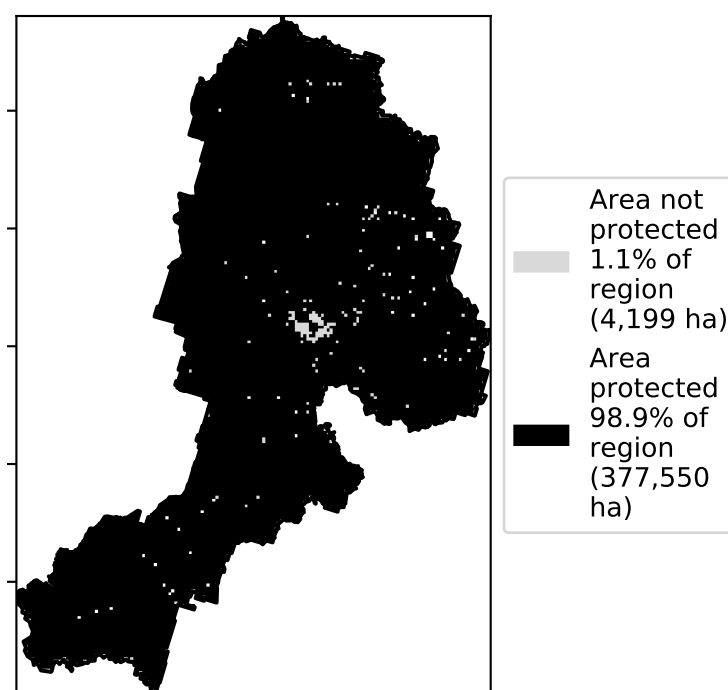 Area not
protected
1.1% of
region
(4,199 ha)
Area
protected
98.9% of
region
(377,550
ha)